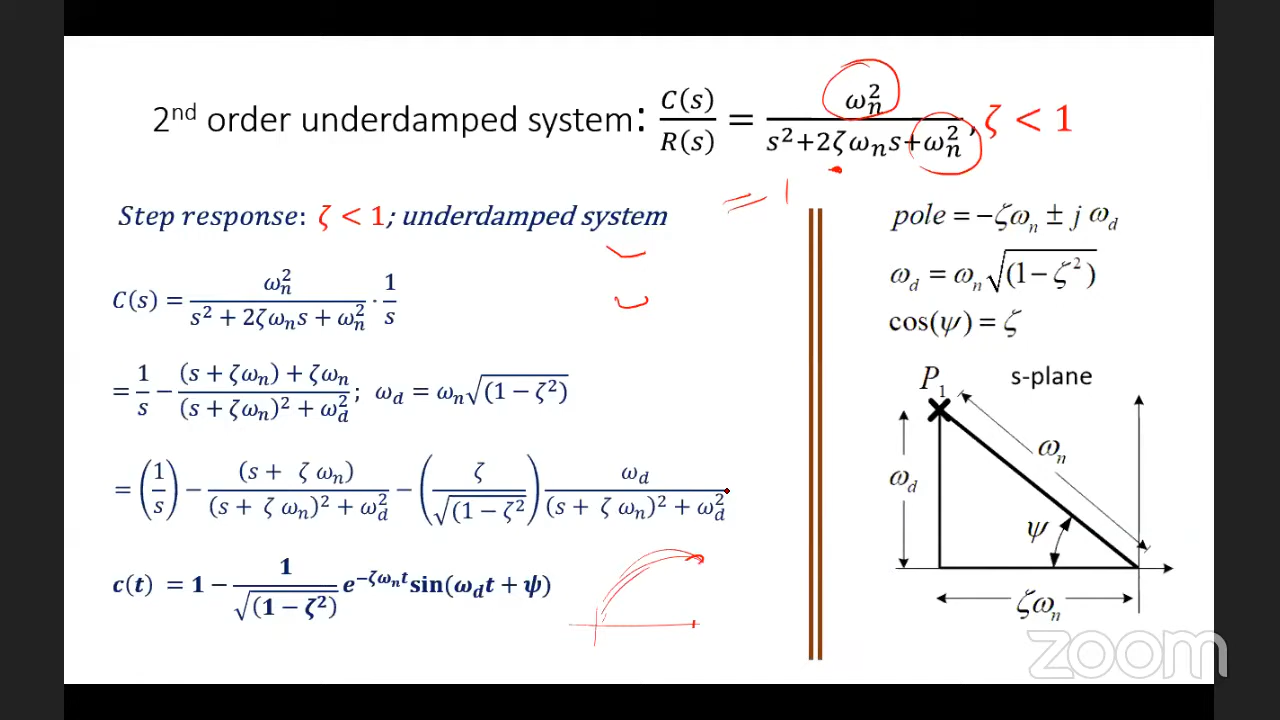 2nd order underdamped system: C(s)/R(s) = ωn²/(s²+2ζωns+ωn²), ζ < 1
= 1
Step response: ζ < 1; underdamped system
C(s) = ωn²/(s² + 2ζωns + ωn²) · 1/s
= 1/s − ((s + ζωn) + ζωn)/((s + ζωn)² + ωd²); ωd = ωn√(1 − ζ²)
= (1/s) − (s + ζ ωn)/((s + ζ ωn)² + ωd²) − (ζ/√(1 − ζ²) ωd/((s + ζ ωn)² + ωd²)
c(t) = 1 − 1/√(1 − ζ²) e^−ζωnt sin(ωdt + ψ)
pole = −ζωn ± j ωd
ωd = ωn√(1 − ζ²)
cos(ψ) = ζ
P1 s-plane
ωn
ωd
ψ
ζωn
zoom